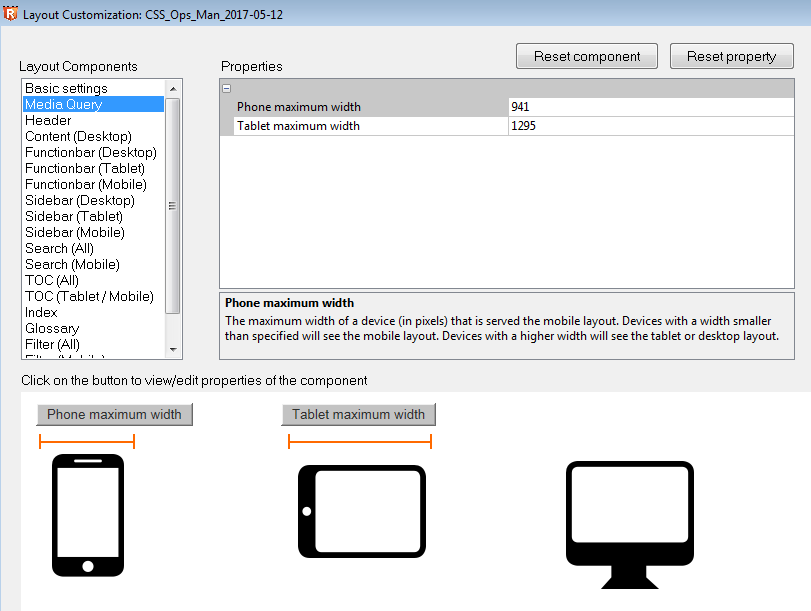 Layout Customization: CSS_Ops_Man_2017-05-12
Reset component
Reset property
Layout Components
Properties
Basic settings
Media Query
Header
Content (Desktop)
Functionbar (Desktop)
Functionbar (Tablet)
Functionbar (Mobile)
Sidebar (Desktop)
Sidebar (Tablet)
Sidebar (Mobile)
Search (All)
Search (Mobile)
TOC (All)
TOC (Tablet / Mobile)
Index
Glossary
Filter (All)
Filter (Mobile)
Phone maximum width 941
Tablet maximum width 1295
Phone maximum width
The maximum width of a device (in pixels) that is served the mobile layout. Devices with a width smaller
than specified will see the mobile layout. Devices with a higher width will see the tablet or desktop layout.
Click on the button to view/edit properties of the component
Phone maximum width
Tablet maximum width